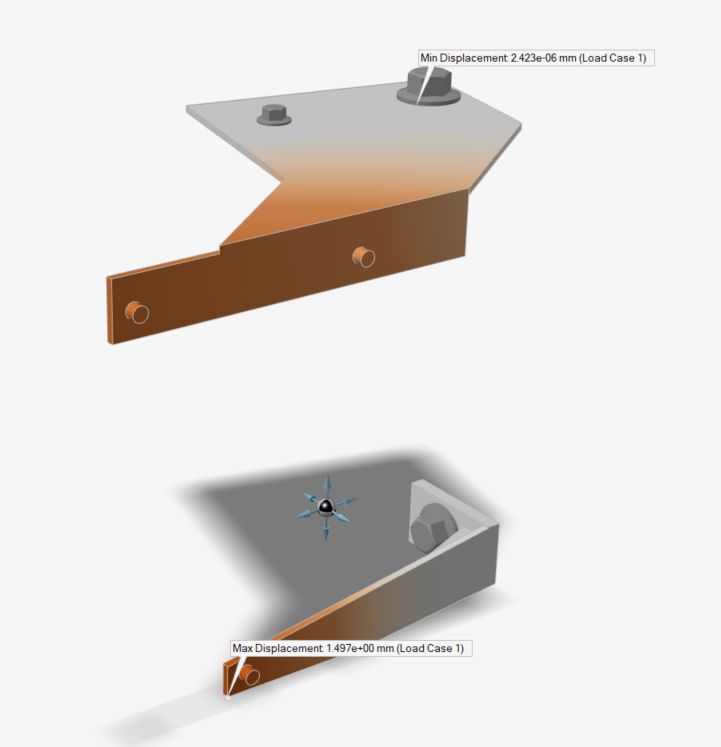 Min Displacement: 2.423e-06 mm (Load Case 1)
Max Displacement: 1.497e+00 mm (Load Case 1)